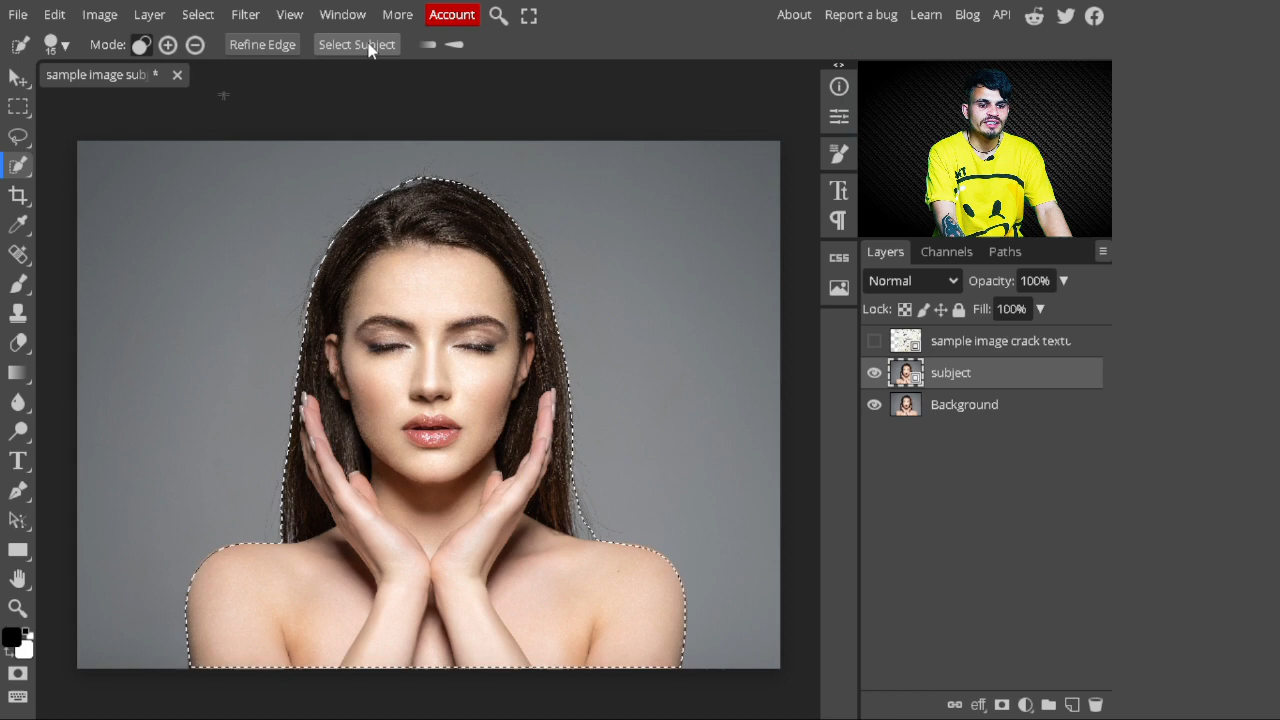 File Edit Image Layer Select Filter View Window More Account About Report a bug Learn Blog API
16 Mode: Refine Edge Select Subject
sample image sub *
Layers Channels Paths
Normal Opacity: 100%
Lock: Fill: 100%
sample image crack textu
subject
Background
CSS
eff